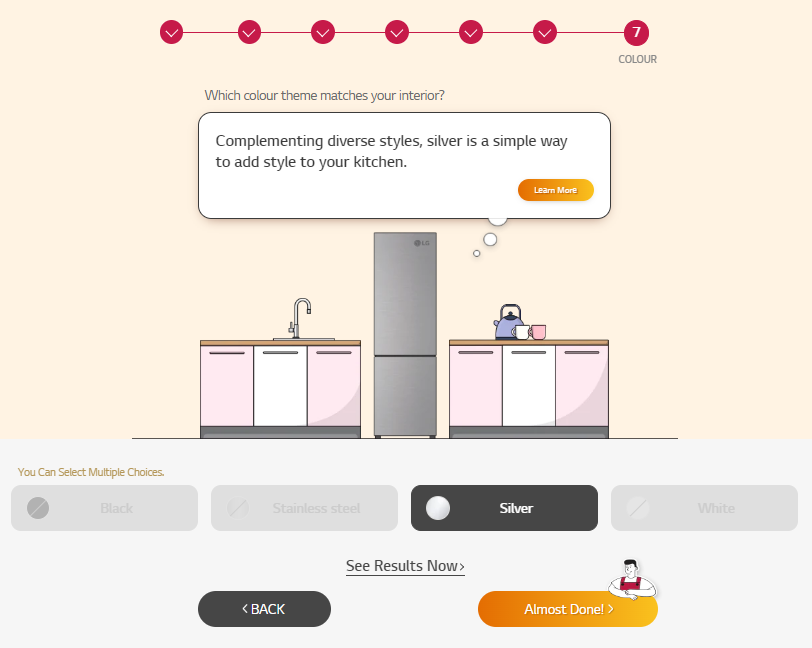 7
COLOUR
Which colour theme matches your interior?
Complementing diverse styles, silver is a simple way
to add style to your kitchen.
Learn More
LG
You Can Select Multiple Choices.
Black
Stainless steel
Silver
White
See Results Now›
‹ BACK
Almost Done! ›